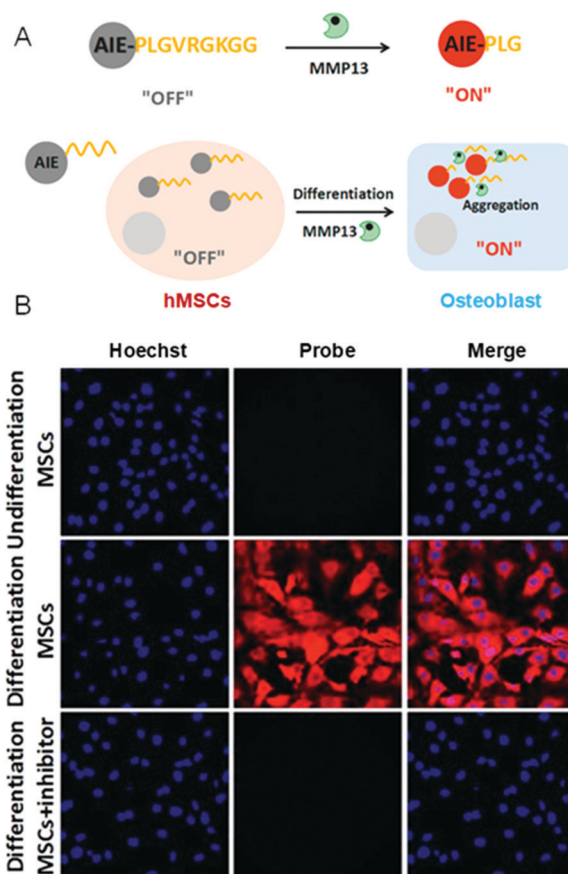 A
AIE-PLGVRGKGG
MMP13
AIE-PLG
"OFF"
"ON"
AIE
Differentiation
MMP13
Aggregation
"OFF"
"ON"
hMSCs
Osteoblast
B
Hoechst
Probe
Merge
Undifferentiation
MSCs
Differentiation
MSCs
Differentiation
MSCs+inhibitor